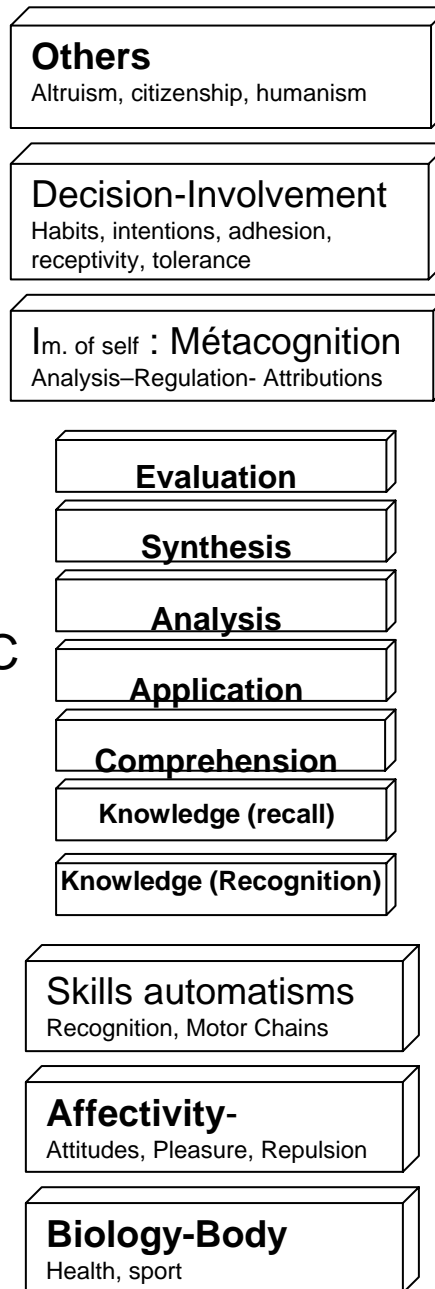 Others
Altruism, citizenship, humanism
Decision-Involvement
Habits, intentions, adhesion,
receptivity, tolerance
Im. of self : Métacognition
Analysis–Regulation- Attributions
Evaluation
Synthesis
Analysis
C
Application
Comprehension
Knowledge (recall)
Knowledge (Recognition)
Skills automatisms
Recognition, Motor Chains
Affectivity-
Attitudes, Pleasure, Repulsion
Biology-Body
Health, sport